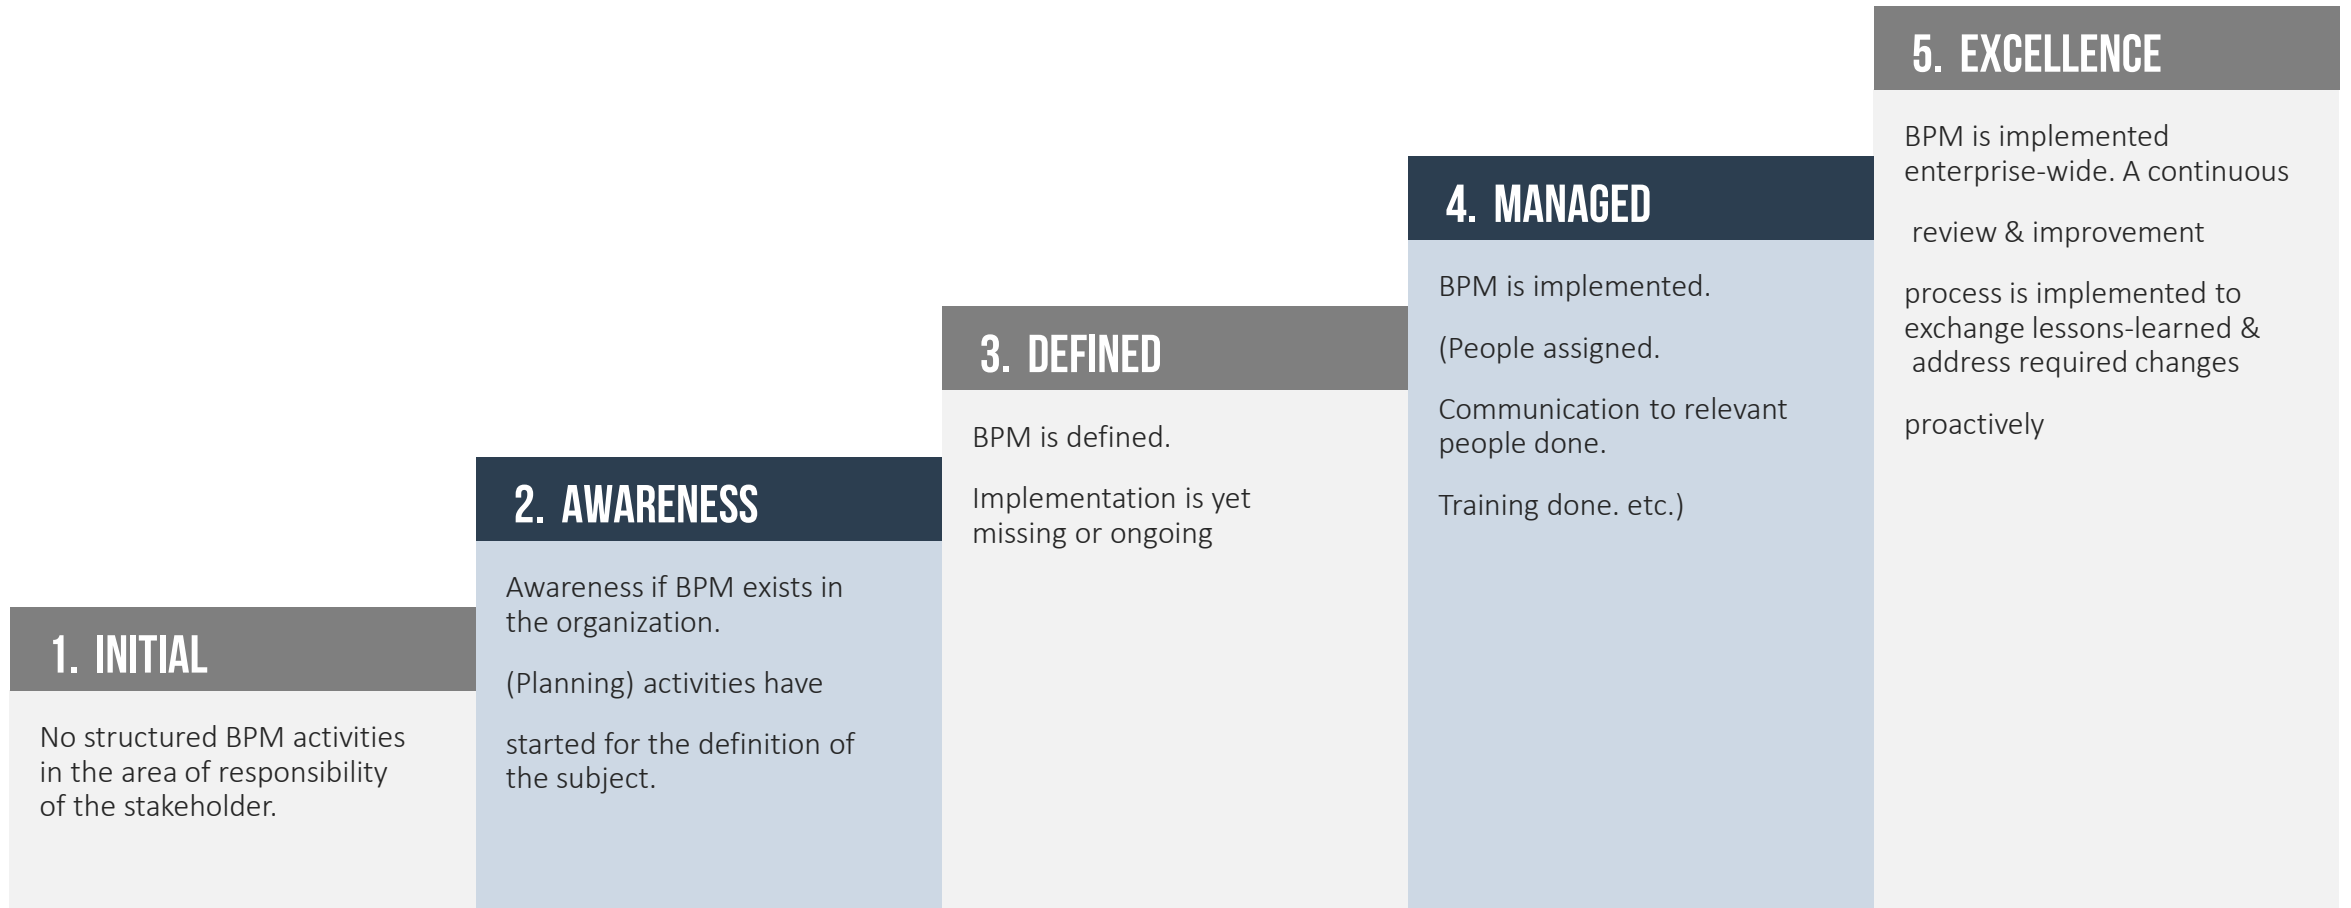 1. INITIAL
No structured BPM activities
in the area of responsibility
of the stakeholder.
2. AWARENESS
Awareness if BPM exists in
the organization.
(Planning) activities have
started for the definition of
the subject.
3. DEFINED
BPM is defined.
Implementation is yet
missing or ongoing
4. MANAGED
BPM is implemented.
(People assigned.
Communication to relevant
people done.
Training done. etc.)
5. EXCELLENCE
BPM is implemented
enterprise-wide. A continuous
review & improvement
process is implemented to
exchange lessons-learned &
address required changes
proactively